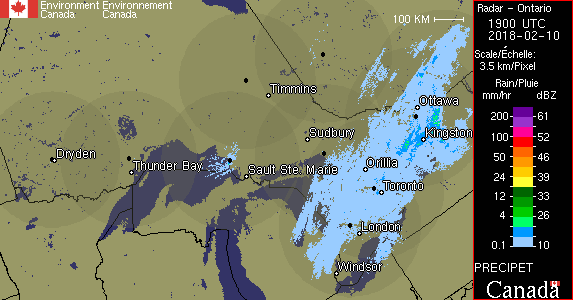 Environment Environnement
Canada Canada
100 KM
Timmins
Ottawa
Sudbury
Kingston
Dryden
Thunder Bay
Sault Ste. Marie
Orillia
Toronto
London
Windsor
Radar - Ontario
1900 UTC
2018-02-10
Scale/Échelle:
3.5 km/Pixel
Rain/Pluie
mm/hr dBZ
200 61
100 52
50 46
24 39
12 33
4 26
0.1 10
PRECIPET
Canada